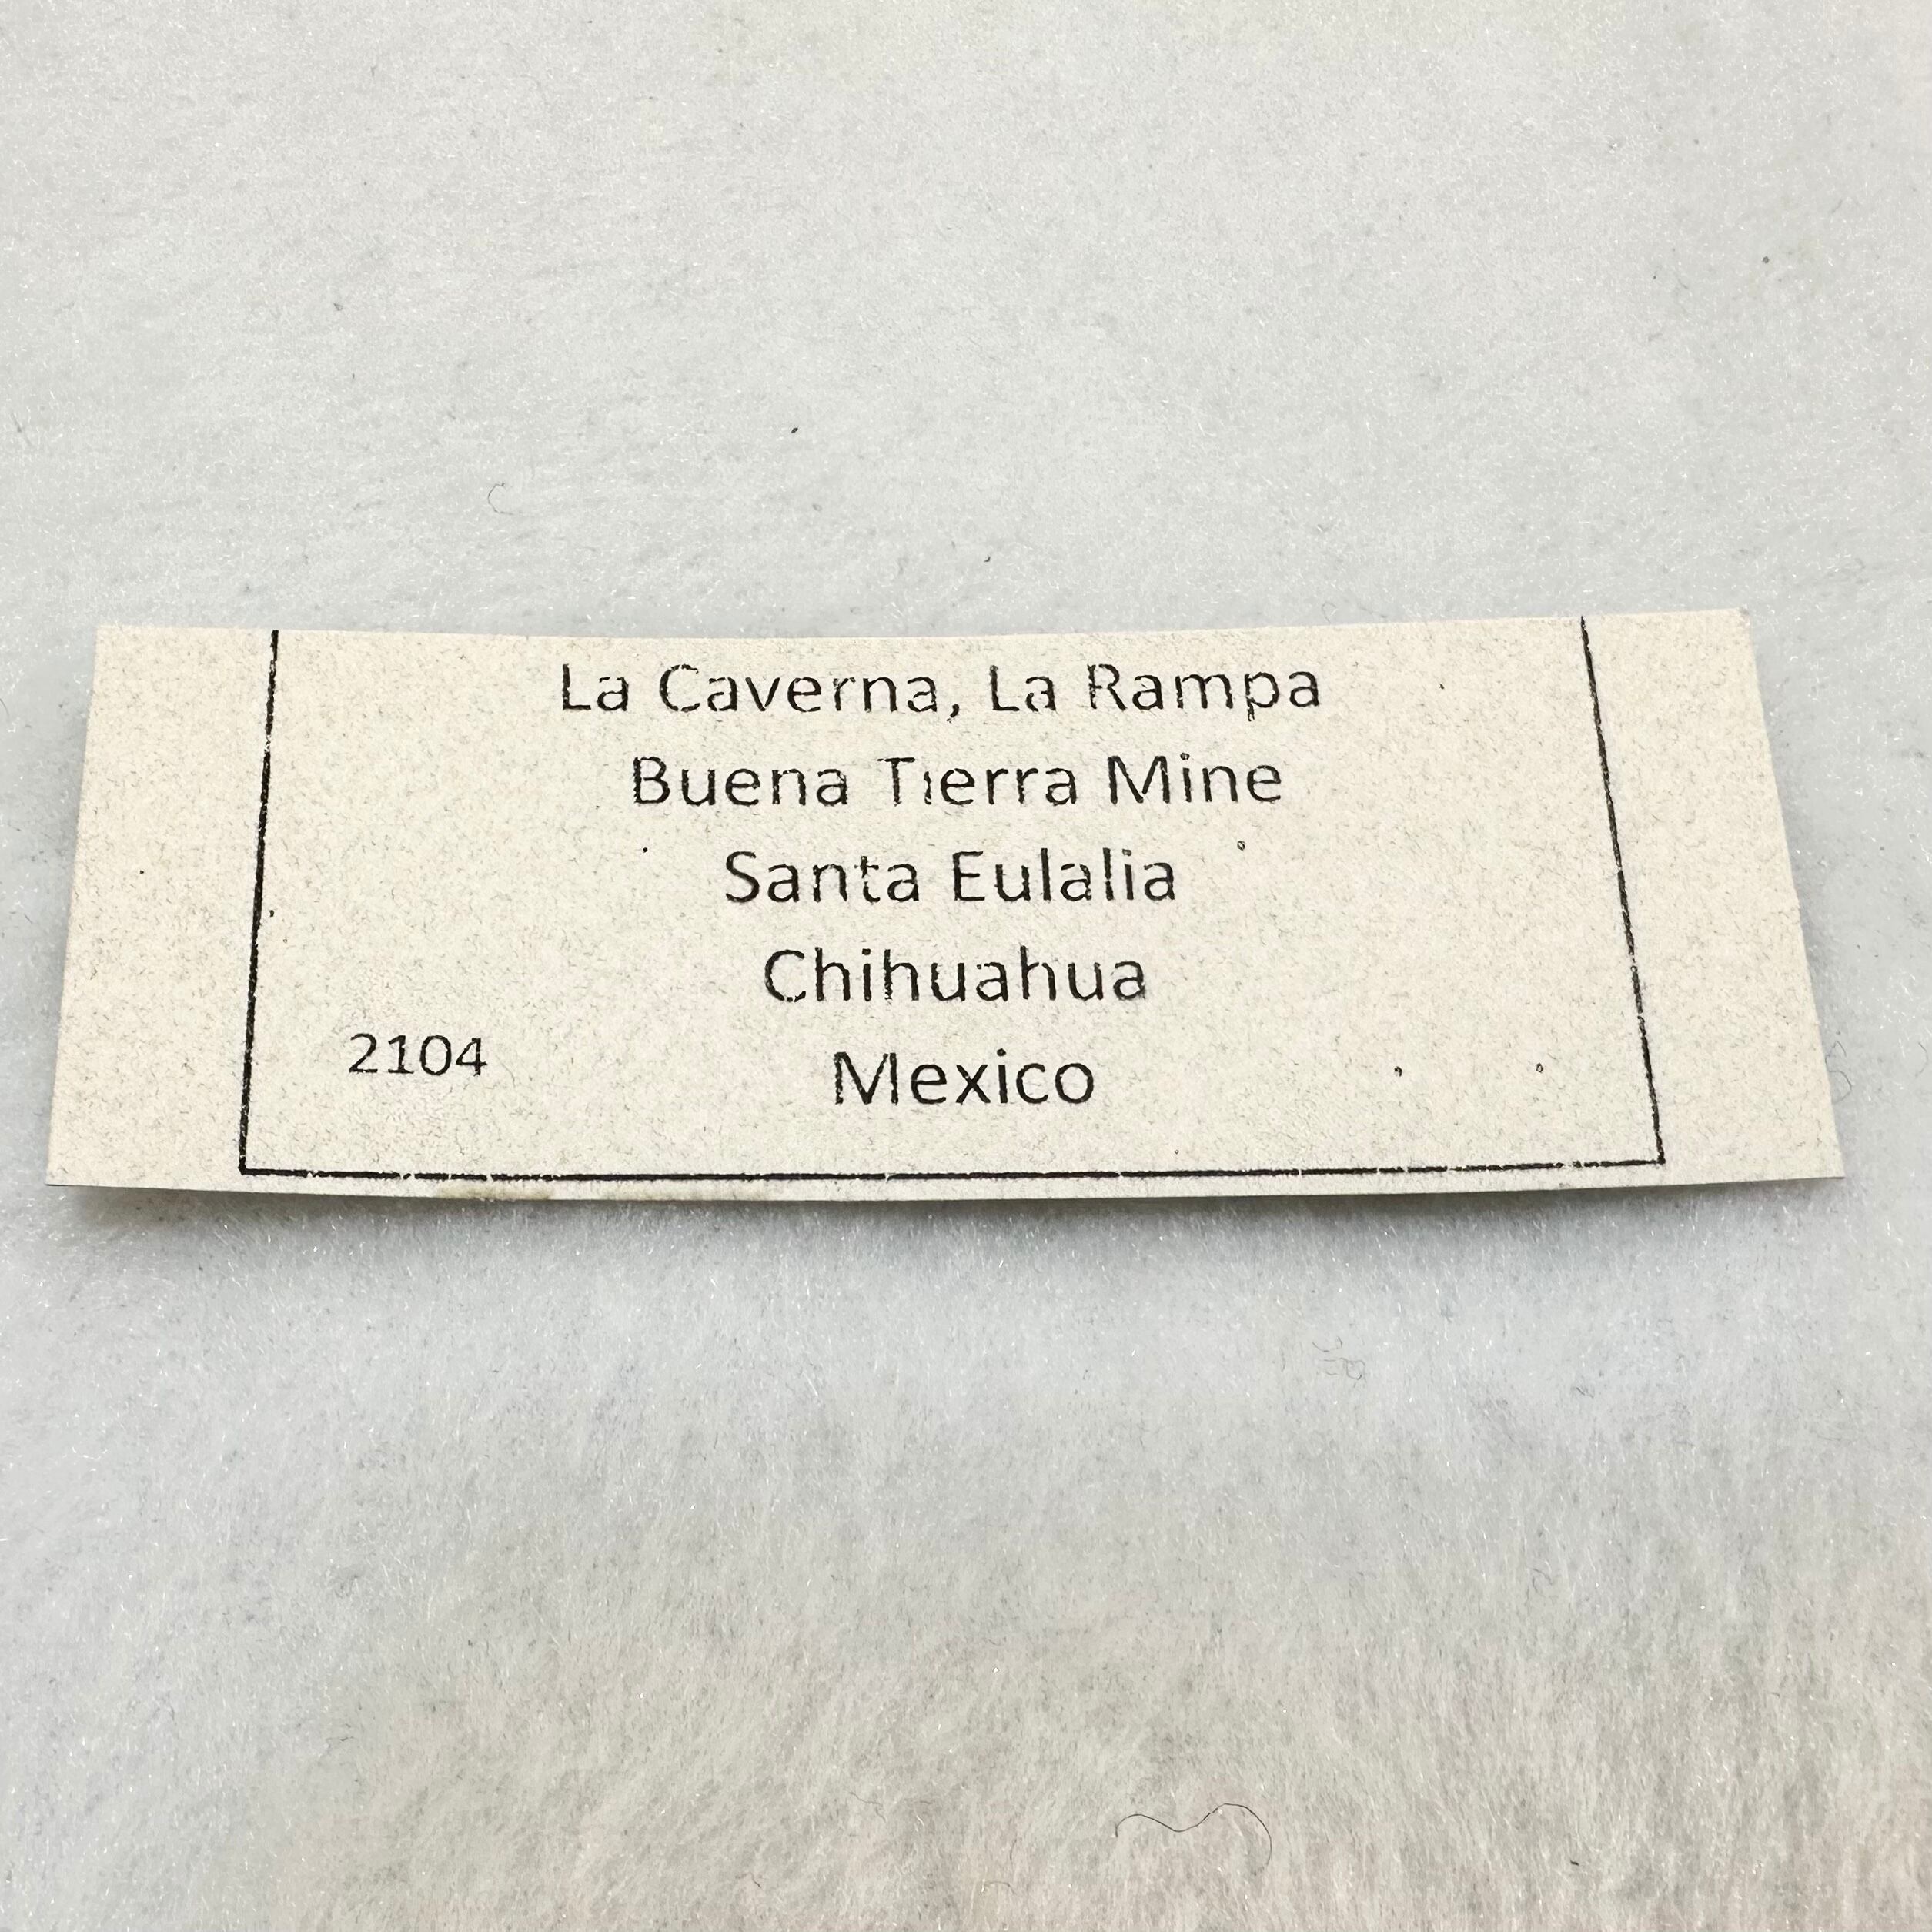 La Caverna, La Rampa
Buena Tierra Mine
Santa Eulalia
Chihuahua
2104
Mexico